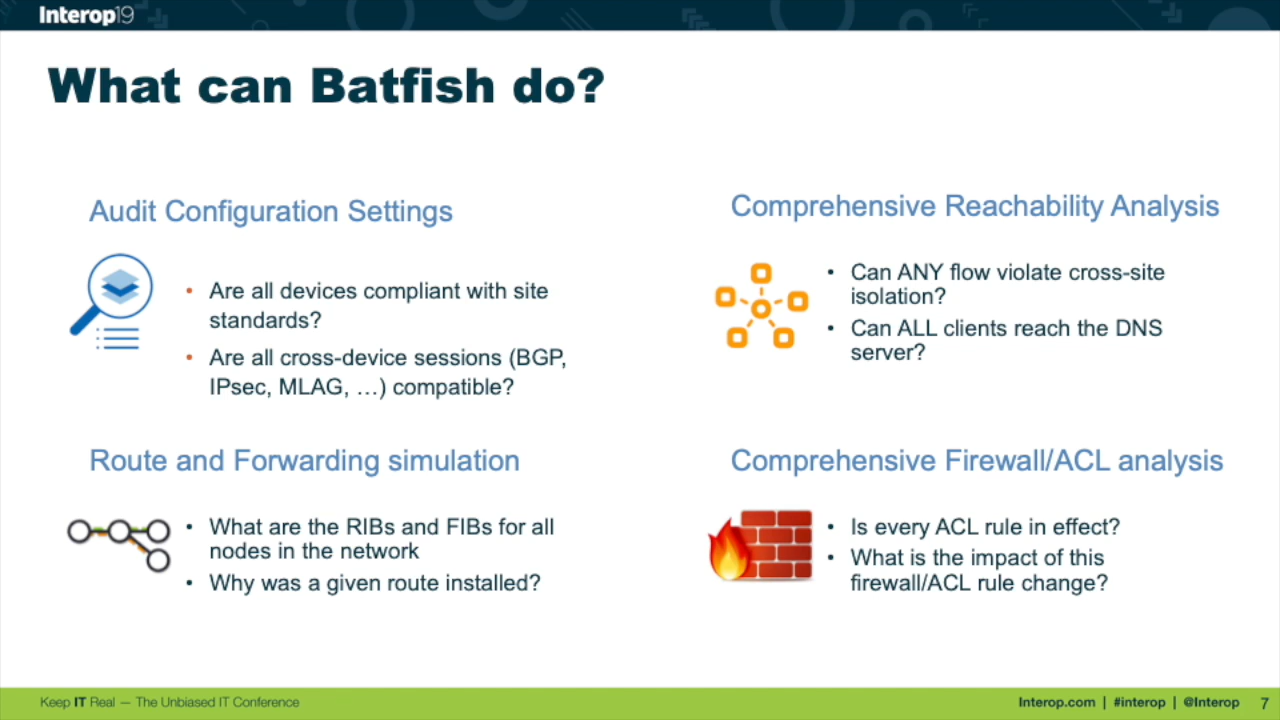 Interop19
What can Batfish do?
Audit Configuration Settings
• Are all devices compliant with site
standards?
• Are all cross-device sessions (BGP,
IPsec, MLAG, …) compatible?
Comprehensive Reachability Analysis
• Can ANY flow violate cross-site
isolation?
• Can ALL clients reach the DNS
server?
Route and Forwarding simulation
• What are the RIBs and FIBs for all
nodes in the network
• Why was a given route installed?
Comprehensive Firewall/ACL analysis
• Is every ACL rule in effect?
• What is the impact of this
firewall/ACL rule change?
Keep IT Real — The Unbiased IT Conference
Interop.com | #interop | @Interop 7